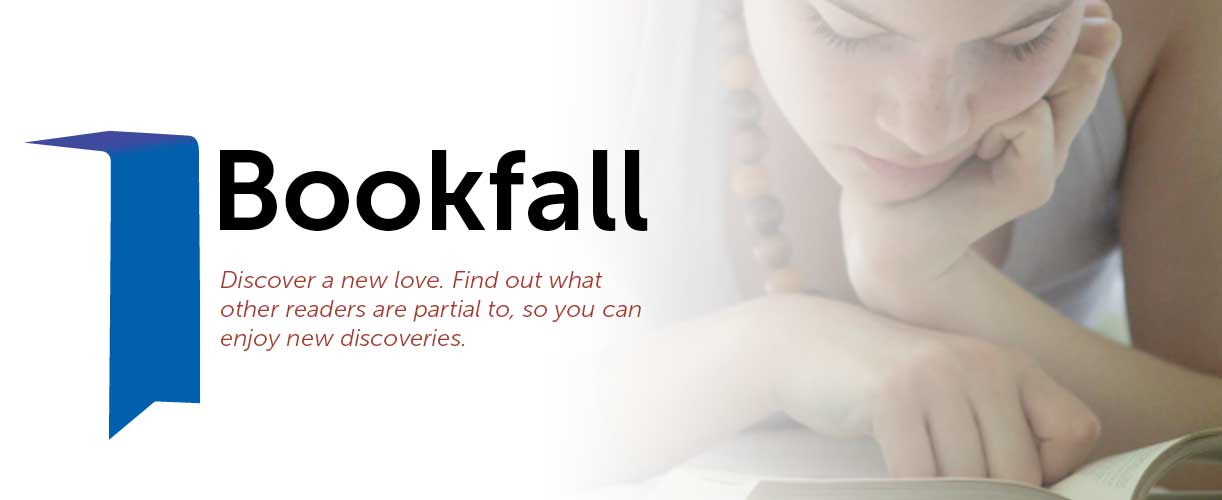 Bookfall
Discover a new love. Find out what
other readers are partial to, so you can
enjoy new discoveries.